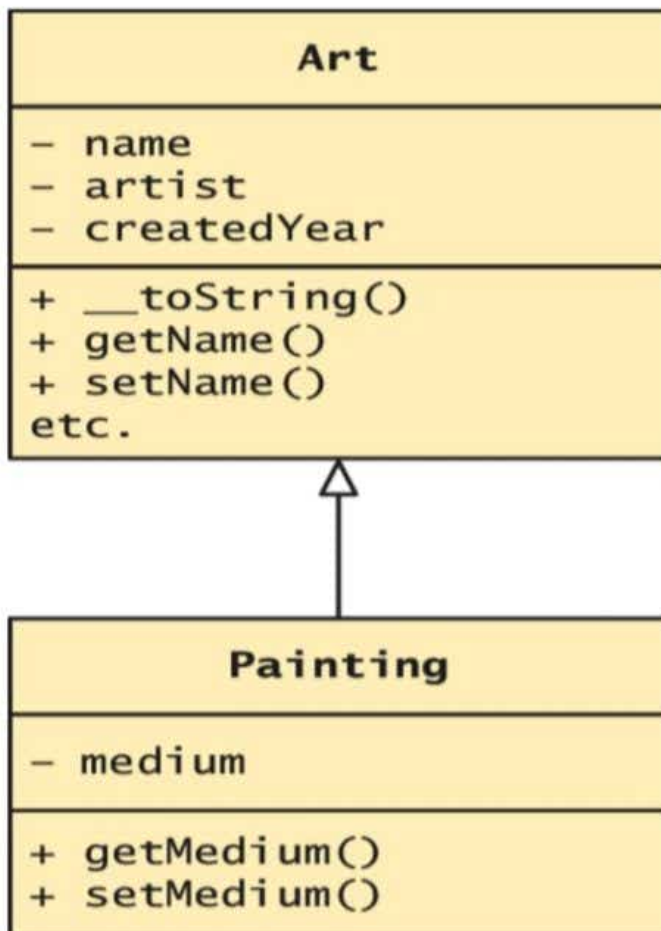 Art
- name
- artist
- createdYear
+ __toString()
+ getName()
+ setName()
etc.
Painting
- medium
+ getMedium()
+ setMedium()